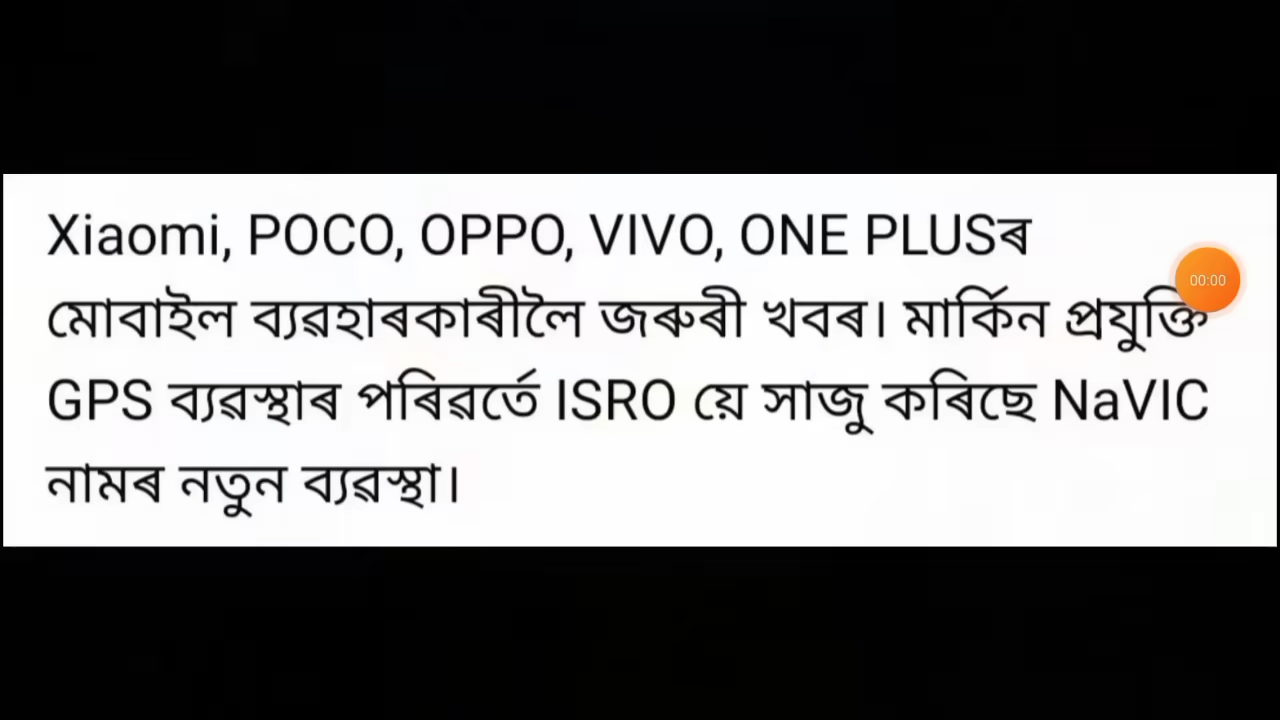 Xiaomi, POCO, OPPO, VIVO, ONE PLUSৰ
00:00
মোবাইল ব্যৱহাৰকাৰীলৈ জৰুৰী খবৰ। মাৰ্কিন প্ৰযুক্তি
GPS ব্যৱস্থাৰ পৰিৱৰ্তে ISRO য়ে সাজু কৰিছে NaVIC
নামৰ নতুন ব্যৱস্থা।